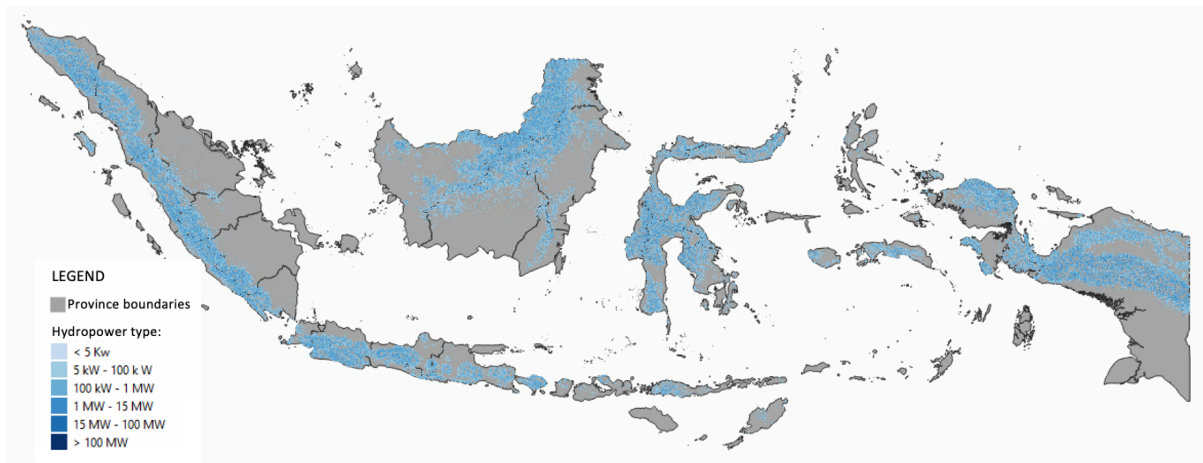 LEGEND
Province boundaries
Hydropower type:
< 5 Kw
5 kW - 100 k W
100 kW - 1 MW
1 MW - 15 MW
15 MW - 100 MW
> 100 MW